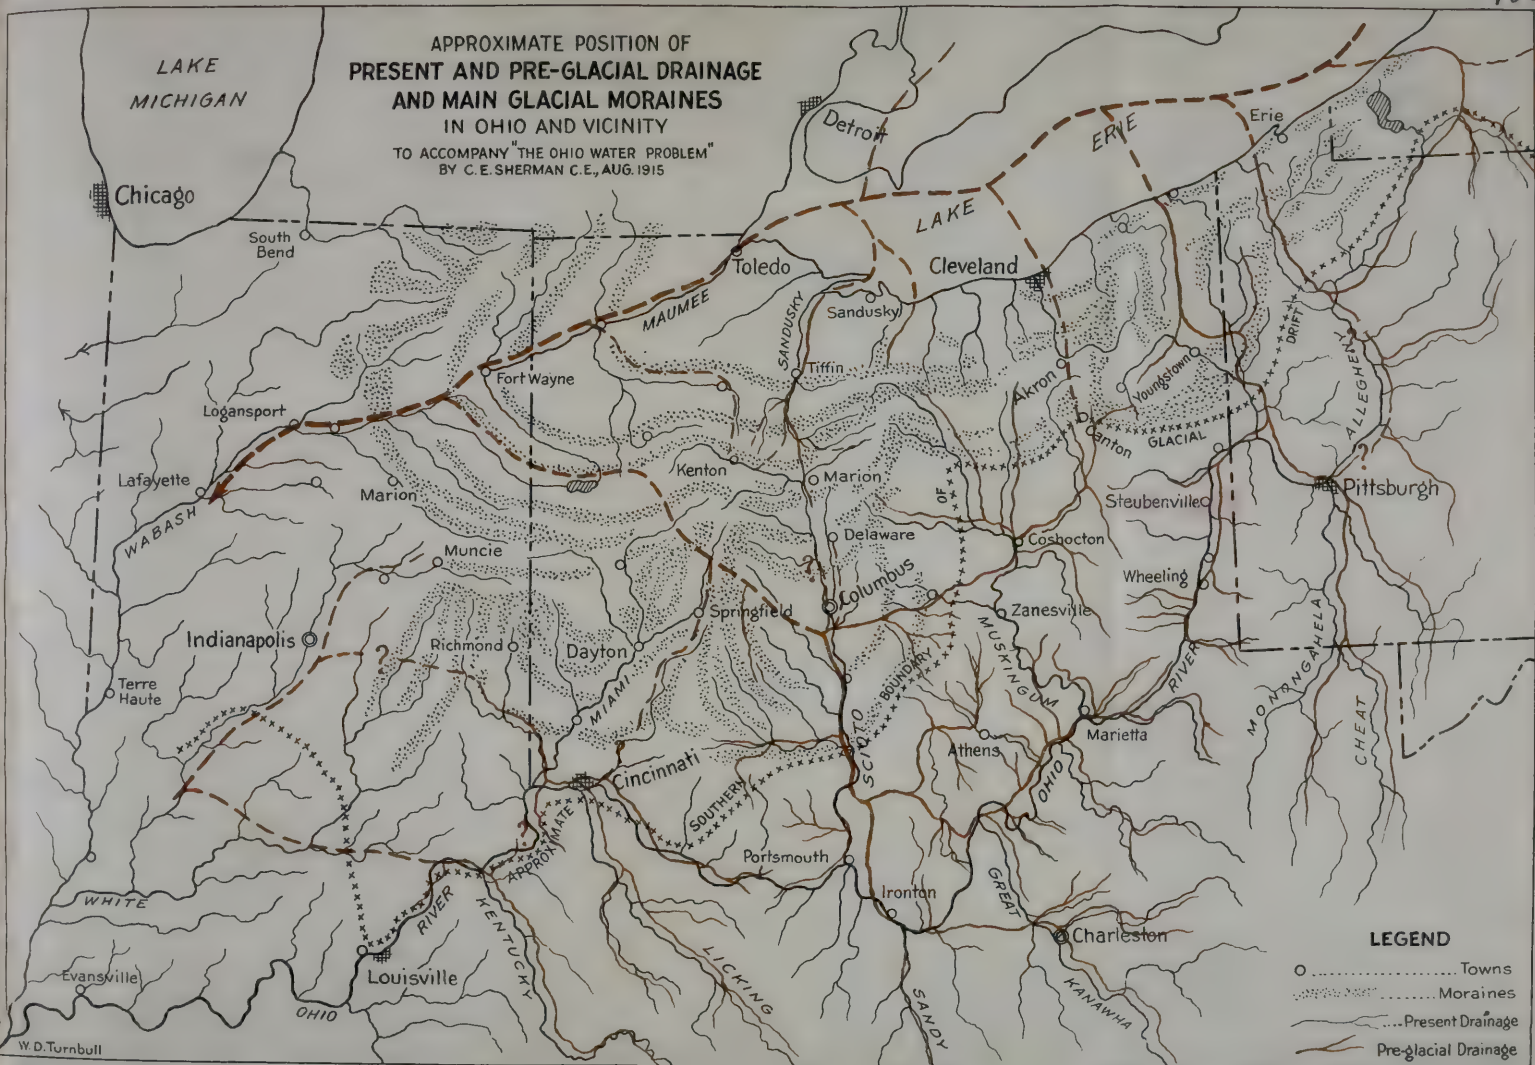 APPROXIMATE POSITION OF
PRESENT AND PRE-GLACIAL DRAINAGE
AND MAIN GLACIAL MORAINES
IN OHIO AND VICINITY
TO ACCOMPANY "THE OHIO WATER PROBLEM"
BY C.E. SHERMAN C.E., AUG. 1915
LAKE
MICHIGAN
Chicago
South
Bend
Detroit
LAKE
ERIE
Erie
Toledo
Cleveland
MAUMEE
SANDUSKY
Sandusky
Tiffin
Fort Wayne
Logansport
Lafayette
WABASH
Marion
Kenton
Marion
Akron
Youngstown
Canton
GLACIAL
DRIFT
OF
ALLEGHENY
?
?
Pittsburgh
Steubenville
Coshocton
Delaware
?
Columbus
Muncie
Indianapolis
Richmond
?
Springfield
Dayton
MIAMI
Zanesville
MUSKINGUM
Wheeling
RIVER
MONONGAHELA
CHEAT
Terre
Haute
BOUNDARY
SCIOTO
Athens
Marietta
OHIO
?
Cincinnati
SOUTHERN
APPROXIMATE
?
Portsmouth
Ironton
GREAT
KANAWHA
Charleston
SANDY
LICKING
KENTUCKY
RIVER
WHITE
Louisville
Evansville
OHIO
W.D. Turnbull
LEGEND
Towns
Moraines
Present Drainage
Pre-glacial Drainage